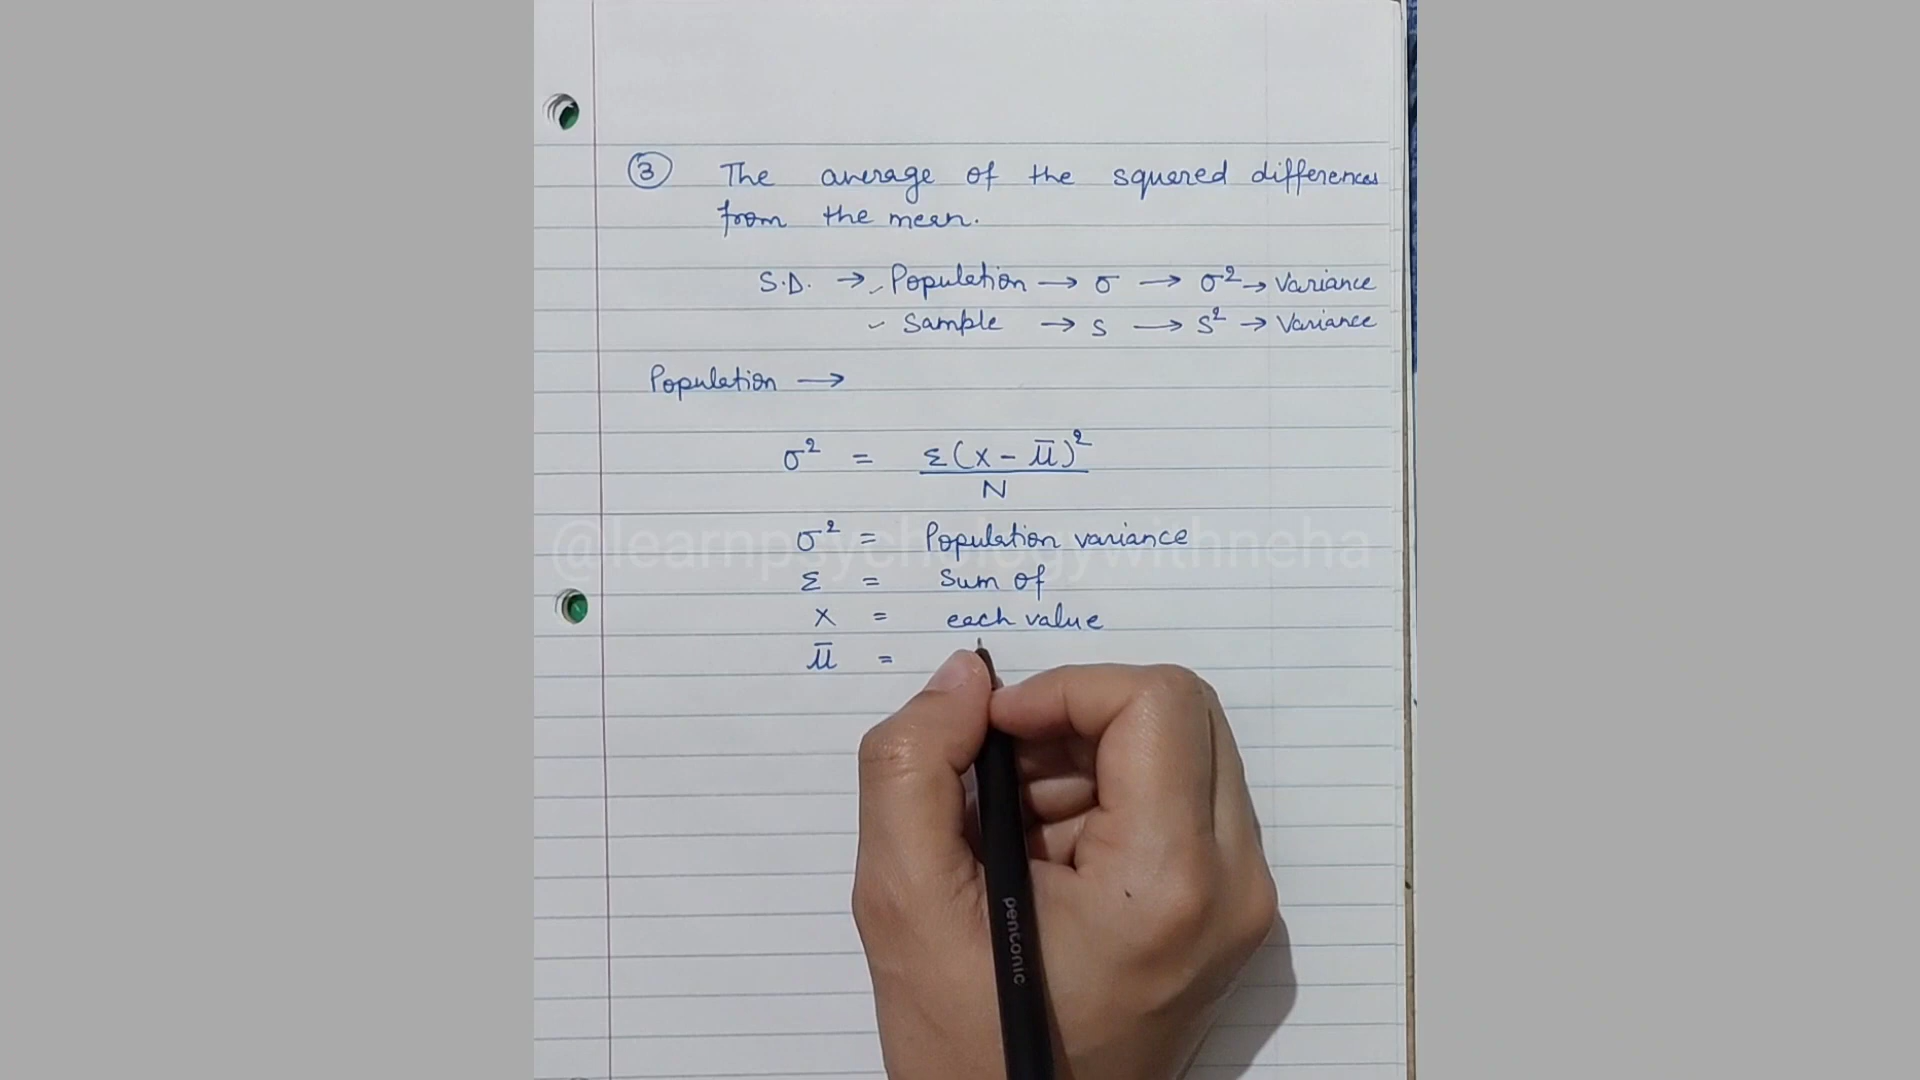 ③ The average of the squared differences
from the mean.
S.D. → Population → σ → σ² → Variance
Sample → S → S² → Variance
Population →
σ² = Σ(x - μ̄)²
N
@learnpsychologywithneha
σ² = Population variance
Σ = Sum of
x = each value
μ̄ =
penconic